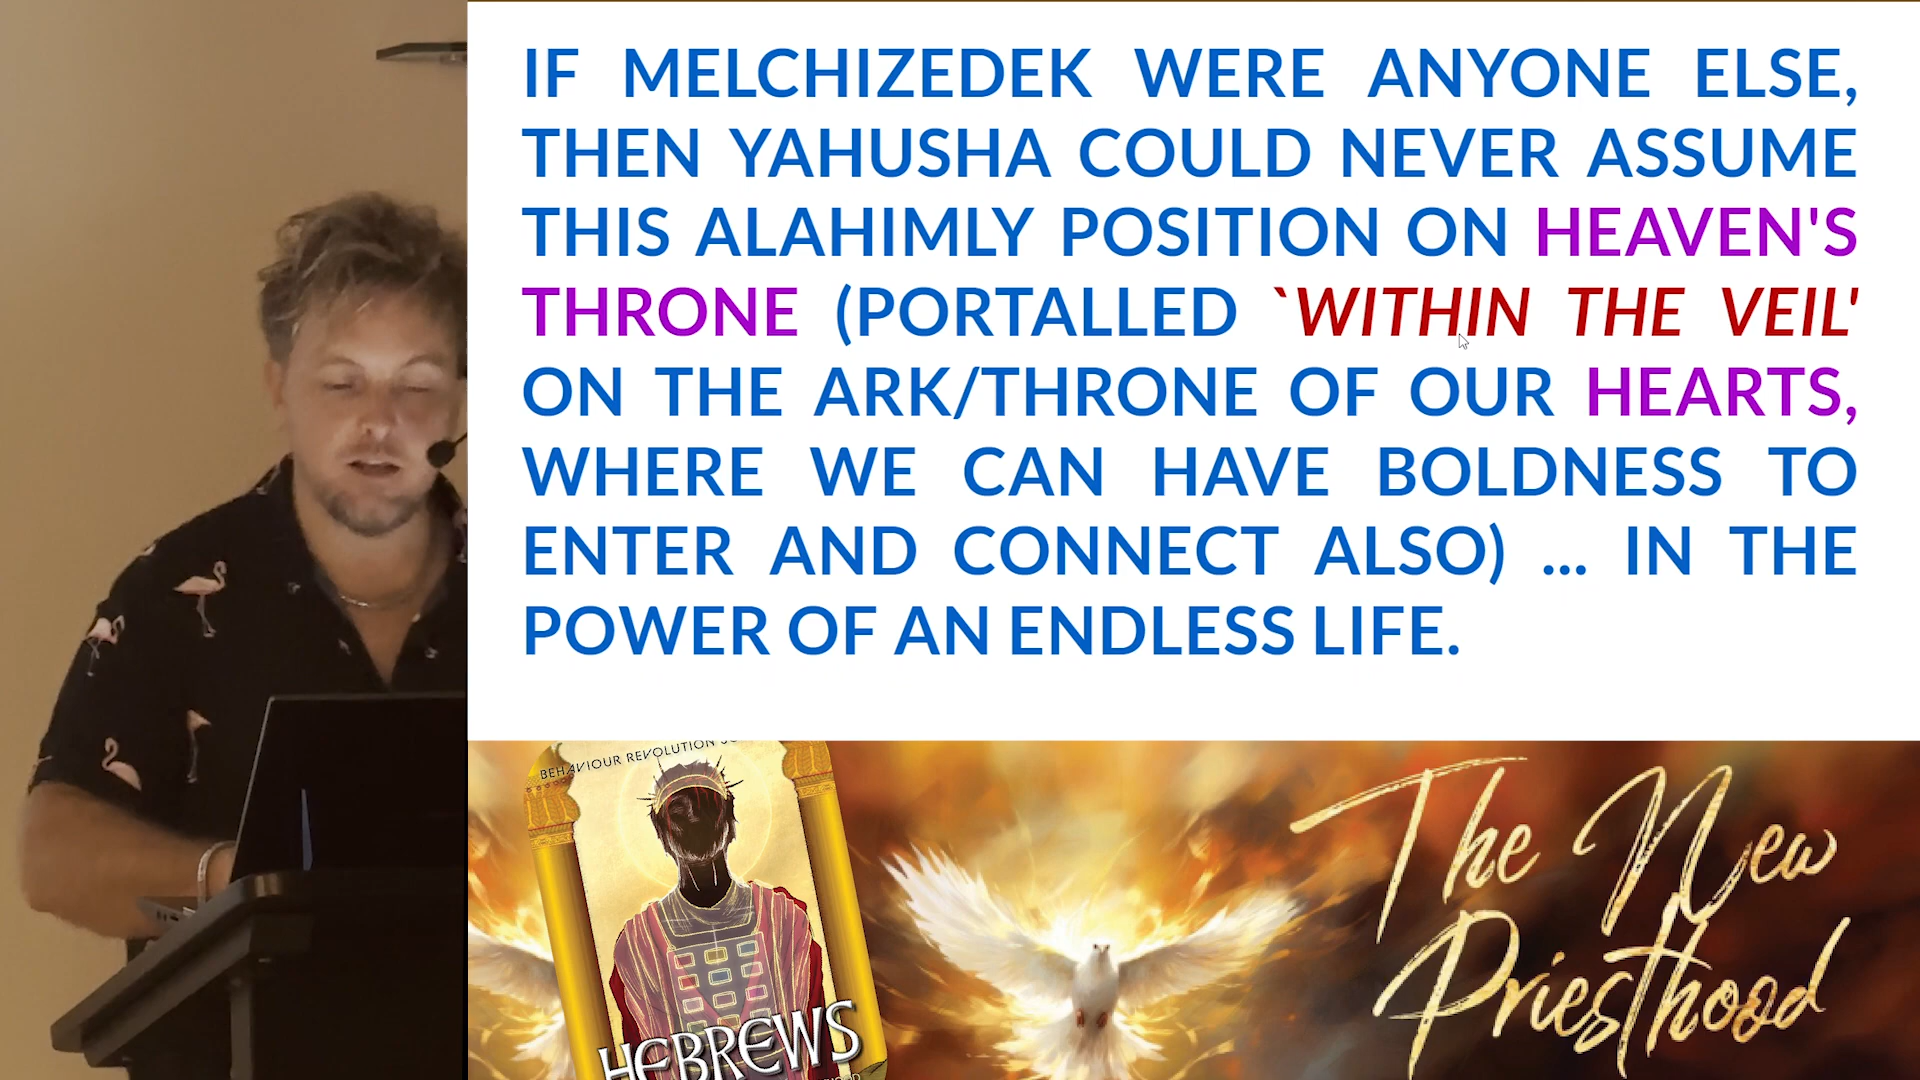 IF MELCHIZEDEK WERE ANYONE ELSE,
THEN YAHUSHA COULD NEVER ASSUME
THIS ALAHIMLY POSITION ON HEAVEN'S
THRONE (PORTALLED `WITHIN THE VEIL'
ON THE ARK/THRONE OF OUR HEARTS,
WHERE WE CAN HAVE BOLDNESS TO
ENTER AND CONNECT ALSO) ... IN THE
POWER OF AN ENDLESS LIFE.
BEHAVIOUR REVOLUTION
HEBREWS
The New
Priesthood